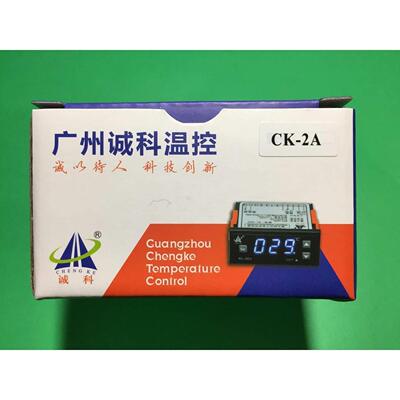 广州诚科温控
诚以待人 科技创新
CK-2A
®
CHENG KE
诚科
Guangzhou
Chengke
Temperature
Control
029